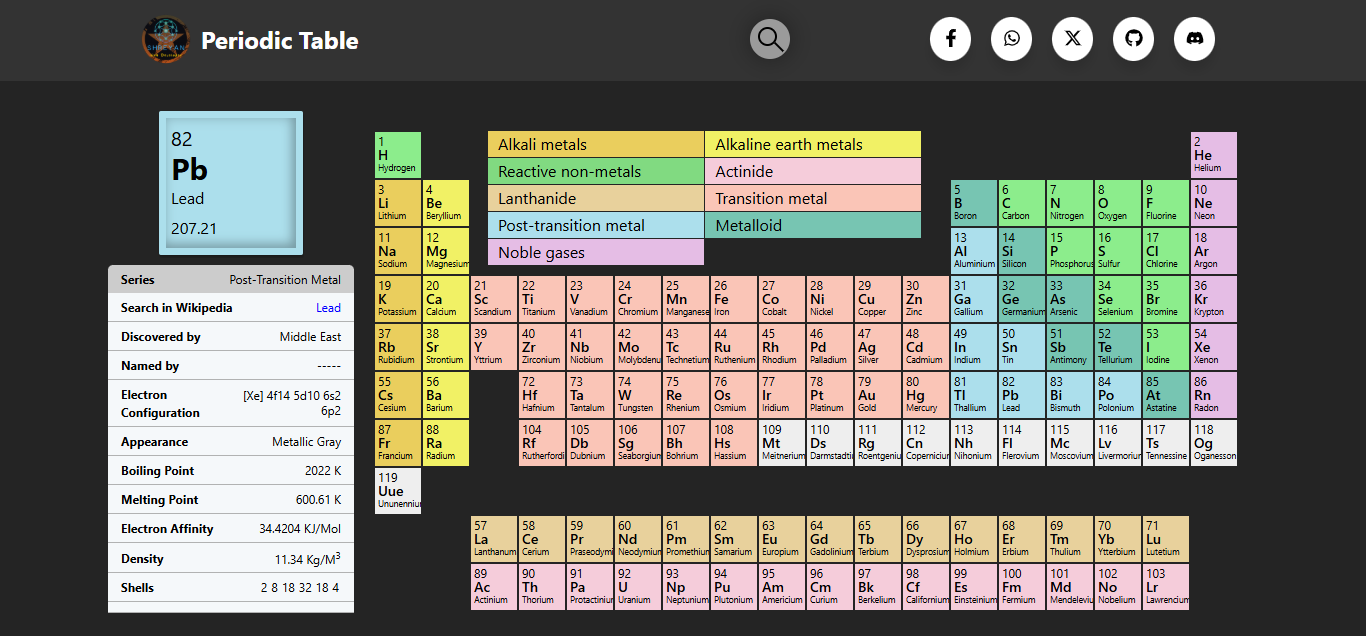 Periodic Table
82
Pb
Lead
207.21
Series Post-Transition Metal
Search in Wikipedia Lead
Discovered by Middle East
Named by -----
Electron Configuration [Xe] 4f14 5d10 6s2 6p2
Appearance Metallic Gray
Boiling Point 2022 K
Melting Point 600.61 K
Electron Affinity 34.4204 KJ/Mol
Density 11.34 Kg/M³
Shells 2 8 18 32 18 4
Alkali metals Alkaline earth metals
Reactive non-metals Actinide
Lanthanide Transition metal
Post-transition metal Metalloid
Noble gases
1 2
H He
Hydrogen Helium
3 4 5 6 7 8 9 10
Li Be B C N O F Ne
Lithium Beryllium Boron Carbon Nitrogen Oxygen Fluorine Neon
11 12 13 14 15 16 17 18
Na Mg Al Si P S Cl Ar
Sodium Magnesium Aluminium Silicon Phosphorus Sulfur Chlorine Argon
19 20 21 22 23 24 25 26 27 28 29 30 31 32 33 34 35 36
K Ca Sc Ti V Cr Mn Fe Co Ni Cu Zn Ga Ge As Se Br Kr
Potassium Calcium Scandium Titanium Vanadium Chromium Manganese Iron Cobalt Nickel Copper Zinc Gallium Germanium Arsenic Selenium Bromine Krypton
37 38 39 40 41 42 43 44 45 46 47 48 49 50 51 52 53 54
Rb Sr Y Zr Nb Mo Tc Ru Rh Pd Ag Cd In Sn Sb Te I Xe
Rubidium Strontium Yttrium Zirconium Niobium Molybdenu Technetium Ruthenium Rhodium Palladium Silver Cadmium Indium Tin Antimony Tellurium Iodine Xenon
55 56 72 73 74 75 76 77 78 79 80 81 82 83 84 85 86
Cs Ba Hf Ta W Re Os Ir Pt Au Hg Tl Pb Bi Po At Rn
Cesium Barium Hafnium Tantalum Tungsten Rhenium Osmium Iridium Platinum Gold Mercury Thallium Lead Bismuth Polonium Astatine Radon
87 88 104 105 106 107 108 109 110 111 112 113 114 115 116 117 118
Fr Ra Rf Db Sg Bh Hs Mt Ds Rg Cn Nh Fl Mc Lv Ts Og
Francium Radium Rutherfordi Dubnium Seaborgiun Bohrium Hassium Meitnerium Darmstadti Roentgeniu Coperniciur Nihonium Flerovium Moscovium Livermoriur Tennessine Oganesson
119
Uue
Ununenniun
57 58 59 60 61 62 63 64 65 66 67 68 69 70 71
La Ce Pr Nd Pm Sm Eu Gd Tb Dy Ho Er Tm Yb Lu
Lanthanum Cerium Praseodymi Neodymiun Promethiun Samarium Europium Gadolinium Terbium Dysprosium Holmium Erbium Thulium Ytterbium Lutetium
89 90 91 92 93 94 95 96 97 98 99 100 101 102 103
Ac Th Pa U Np Pu Am Cm Bk Cf Es Fm Md No Lr
Actinium Thorium Protactiniur Uranium Neptunium Plutonium Americium Curium Berkelium Californium Einsteinium Fermium Mendeleviu Nobelium Lawrenciun